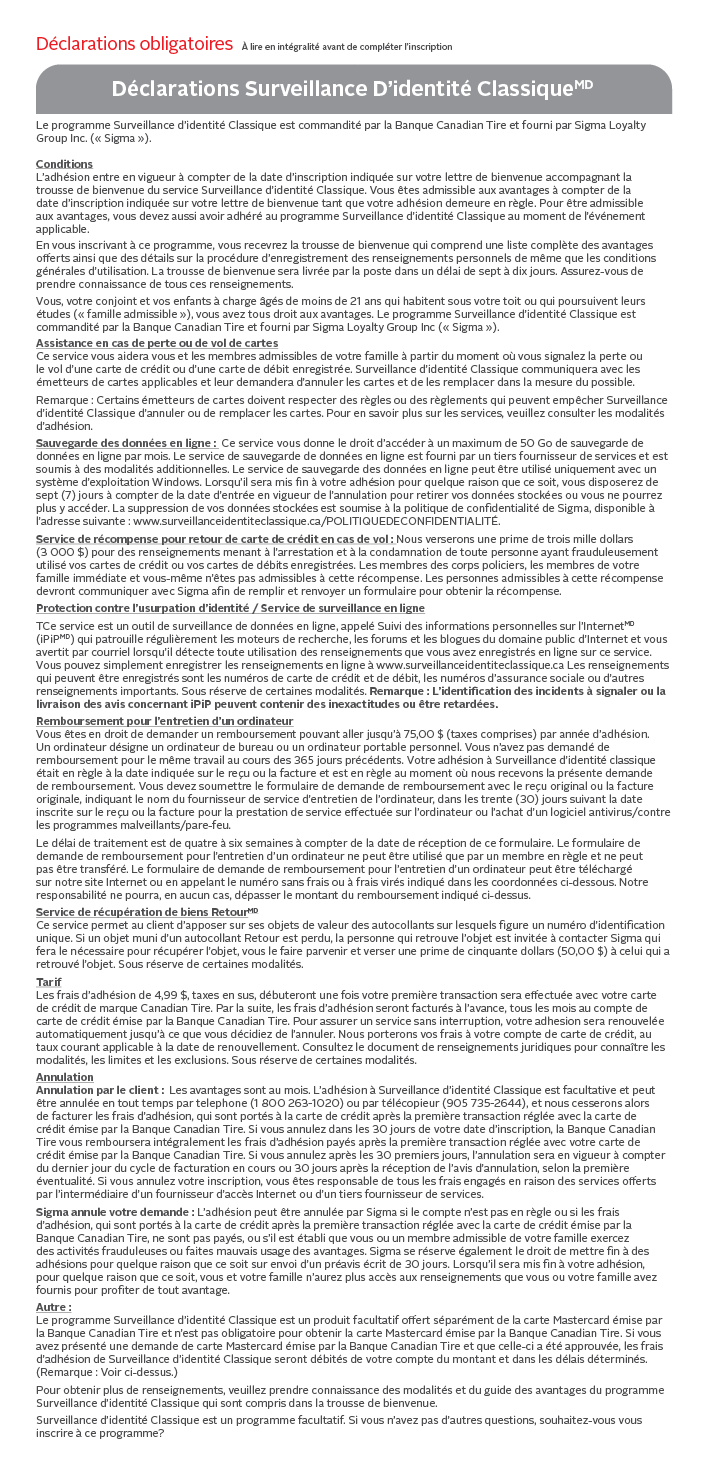 Déclarations obligatoires À lire en intégralité avant de compléter l'inscription
Déclarations Surveillance D'identité Classiqueᴹᴰ
Le programme Surveillance d'identité Classique est commandité par la Banque Canadian Tire et fourni par Sigma Loyalty
Group Inc. (« Sigma »).
Conditions
L'adhésion entre en vigueur à compter de la date d'inscription indiquée sur votre lettre de bienvenue accompagnant la
trousse de bienvenue du service Surveillance d'identité Classique. Vous êtes admissible aux avantages à compter de la
date d'inscription indiquée sur votre lettre de bienvenue tant que votre adhésion demeure en règle. Pour être admissible
aux avantages, vous devez aussi avoir adhéré au programme Surveillance d'identité Classique au moment de l'événement
applicable.
En vous inscrivant à ce programme, vous recevrez la trousse de bienvenue qui comprend une liste complète des avantages
offerts ainsi que des détails sur la procédure d'enregistrement des renseignements personnels de même que les conditions
générales d'utilisation. La trousse de bienvenue sera livrée par la poste dans un délai de sept à dix jours. Assurez-vous de
prendre connaissance de tous ces renseignements.
Vous, votre conjoint et vos enfants à charge âgés de moins de 21 ans qui habitent sous votre toit ou qui poursuivent leurs
études (« famille admissible »), vous avez tous droit aux avantages. Le programme Surveillance d'identité Classique est
commandité par la Banque Canadian Tire et fourni par Sigma Loyalty Group Inc (« Sigma »).
Assistance en cas de perte ou de vol de cartes
Ce service vous aidera vous et les membres admissibles de votre famille à partir du moment où vous signalez la perte ou
le vol d'une carte de crédit ou d'une carte de débit enregistrée. Surveillance d'identité Classique communiquera avec les
émetteurs de cartes applicables et leur demandera d'annuler les cartes et de les remplacer dans la mesure du possible.
Remarque : Certains émetteurs de cartes doivent respecter des règles ou des règlements qui peuvent empêcher Surveillance
d'identité Classique d'annuler ou de remplacer les cartes. Pour en savoir plus sur les services, veuillez consulter les modalités
d'adhésion.
Sauvegarde des données en ligne : Ce service vous donne le droit d'accéder à un maximum de 50 Go de sauvegarde de
données en ligne par mois. Le service de sauvegarde de données en ligne est fourni par un tiers fournisseur de services et est
soumis à des modalités additionnelles. Le service de sauvegarde des données en ligne peut être utilisé uniquement avec un
système d'exploitation Windows. Lorsqu'il sera mis fin à votre adhésion pour quelque raison que ce soit, vous disposerez de
sept (7) jours à compter de la date d'entrée en vigueur de l'annulation pour retirer vos données stockées ou vous ne pourrez
plus y accéder. La suppression de vos données stockées est soumise à la politique de confidentialité de Sigma, disponible à
l'adresse suivante : www.surveillanceidentiteclassique.ca/POLITIQUEDECONFIDENTIALITÉ.
Service de récompense pour retour de carte de crédit en cas de vol : Nous verserons une prime de trois mille dollars
(3 000 $) pour des renseignements menant à l'arrestation et à la condamnation de toute personne ayant frauduleusement
utilisé vos cartes de crédit ou vos cartes de débits enregistrées. Les membres des corps policiers, les membres de votre
famille immédiate et vous-même n'êtes pas admissibles à cette récompense. Les personnes admissibles à cette récompense
devront communiquer avec Sigma afin de remplir et renvoyer un formulaire pour obtenir la récompense.
Protection contre l'usurpation d'identité / Service de surveillance en ligne
TCe service est un outil de surveillance de données en ligne, appelé Suivi des informations personnelles sur l'Internetᴹᴰ
(iPiPᴹᴰ) qui patrouille régulièrement les moteurs de recherche, les forums et les blogues du domaine public d'Internet et vous
avertit par courriel lorsqu'il détecte toute utilisation des renseignements que vous avez enregistrés en ligne sur ce service.
Vous pouvez simplement enregistrer les renseignements en ligne à www.surveillanceidentiteclassique.ca Les renseignements
qui peuvent être enregistrés sont les numéros de carte de crédit et de débit, les numéros d'assurance sociale ou d'autres
renseignements importants. Sous réserve de certaines modalités. Remarque : L'identification des incidents à signaler ou la
livraison des avis concernant iPiP peuvent contenir des inexactitudes ou être retardées.
Remboursement pour l'entretien d'un ordinateur
Vous êtes en droit de demander un remboursement pouvant aller jusqu'à 75,00 $ (taxes comprises) par année d'adhésion.
Un ordinateur désigne un ordinateur de bureau ou un ordinateur portable personnel. Vous n'avez pas demandé de
remboursement pour le même travail au cours des 365 jours précédents. Votre adhésion à Surveillance d'identité classique
était en règle à la date indiquée sur le reçu ou la facture et est en règle au moment où nous recevons la présente demande
de remboursement. Vous devez soumettre le formulaire de demande de remboursement avec le reçu original ou la facture
originale, indiquant le nom du fournisseur de service d'entretien de l'ordinateur, dans les trente (30) jours suivant la date
inscrite sur le reçu ou la facture pour la prestation de service effectuée sur l'ordinateur ou l'achat d'un logiciel antivirus/contre
les programmes malveillants/pare-feu.
Le délai de traitement est de quatre à six semaines à compter de la date de réception de ce formulaire. Le formulaire de
demande de remboursement pour l'entretien d'un ordinateur ne peut être utilisé que par un membre en règle et ne peut
pas être transféré. Le formulaire de demande de remboursement pour l'entretien d'un ordinateur peut être téléchargé
sur notre site Internet ou en appelant le numéro sans frais ou à frais virés indiqué dans les coordonnées ci-dessous. Notre
responsabilité ne pourra, en aucun cas, dépasser le montant du remboursement indiqué ci-dessus.
Service de récupération de biens Retourᴹᴰ
Ce service permet au client d'apposer sur ses objets de valeur des autocollants sur lesquels figure un numéro d'identification
unique. Si un objet muni d'un autocollant Retour est perdu, la personne qui retrouve l'objet est invitée à contacter Sigma qui
fera le nécessaire pour récupérer l'objet, vous le faire parvenir et verser une prime de cinquante dollars (50,00 $) à celui qui a
retrouvé l'objet. Sous réserve de certaines modalités.
Tarif
Les frais d'adhésion de 4,99 $, taxes en sus, débuteront une fois votre première transaction sera effectuée avec votre carte
de crédit de marque Canadian Tire. Par la suite, les frais d'adhésion seront facturés à l'avance, tous les mois au compte de
carte de crédit émise par la Banque Canadian Tire. Pour assurer un service sans interruption, votre adhesion sera renouvelée
automatiquement jusqu'à ce que vous décidiez de l'annuler. Nous porterons vos frais à votre compte de carte de crédit, au
taux courant applicable à la date de renouvellement. Consultez le document de renseignements juridiques pour connaître les
modalités, les limites et les exclusions. Sous réserve de certaines modalités.
Annulation
Annulation par le client : Les avantages sont au mois. L'adhésion à Surveillance d'identité Classique est facultative et peut
être annulée en tout temps par telephone (1 800 263-1020) ou par télécopieur (905 735-2644), et nous cesserons alors
de facturer les frais d'adhésion, qui sont portés à la carte de crédit après la première transaction réglée avec la carte de
crédit émise par la Banque Canadian Tire. Si vous annulez dans les 30 jours de votre date d'inscription, la Banque Canadian
Tire vous remboursera intégralement les frais d'adhésion payés après la première transaction réglée avec votre carte de
crédit émise par la Banque Canadian Tire. Si vous annulez après les 30 premiers jours, l'annulation sera en vigueur à compter
du dernier jour du cycle de facturation en cours ou 30 jours après la réception de l'avis d'annulation, selon la première
éventualité. Si vous annulez votre inscription, vous êtes responsable de tous les frais engagés en raison des services offerts
par l'intermédiaire d'un fournisseur d'accès Internet ou d'un tiers fournisseur de services.
Sigma annule votre demande : L'adhésion peut être annulée par Sigma si le compte n'est pas en règle ou si les frais
d'adhésion, qui sont portés à la carte de crédit après la première transaction réglée avec la carte de crédit émise par la
Banque Canadian Tire, ne sont pas payés, ou s'il est établi que vous ou un membre admissible de votre famille exercez
des activités frauduleuses ou faites mauvais usage des avantages. Sigma se réserve également le droit de mettre fin à des
adhésions pour quelque raison que ce soit sur envoi d'un préavis écrit de 30 jours. Lorsqu'il sera mis fin à votre adhésion,
pour quelque raison que ce soit, vous et votre famille n'aurez plus accès aux renseignements que vous ou votre famille avez
fournis pour profiter de tout avantage.
Autre :
Le programme Surveillance d'identité Classique est un produit facultatif offert séparément de la carte Mastercard émise par
la Banque Canadian Tire et n'est pas obligatoire pour obtenir la carte Mastercard émise par la Banque Canadian Tire. Si vous
avez présenté une demande de carte Mastercard émise par la Banque Canadian Tire et que celle-ci a été approuvée, les frais
d'adhésion de Surveillance d'identité Classique seront débités de votre compte du montant et dans les délais déterminés.
(Remarque : Voir ci-dessus.)
Pour obtenir plus de renseignements, veuillez prendre connaissance des modalités et du guide des avantages du programme
Surveillance d'identité Classique qui sont compris dans la trousse de bienvenue.
Surveillance d'identité Classique est un programme facultatif. Si vous n'avez pas d'autres questions, souhaitez-vous vous
inscrire à ce programme?